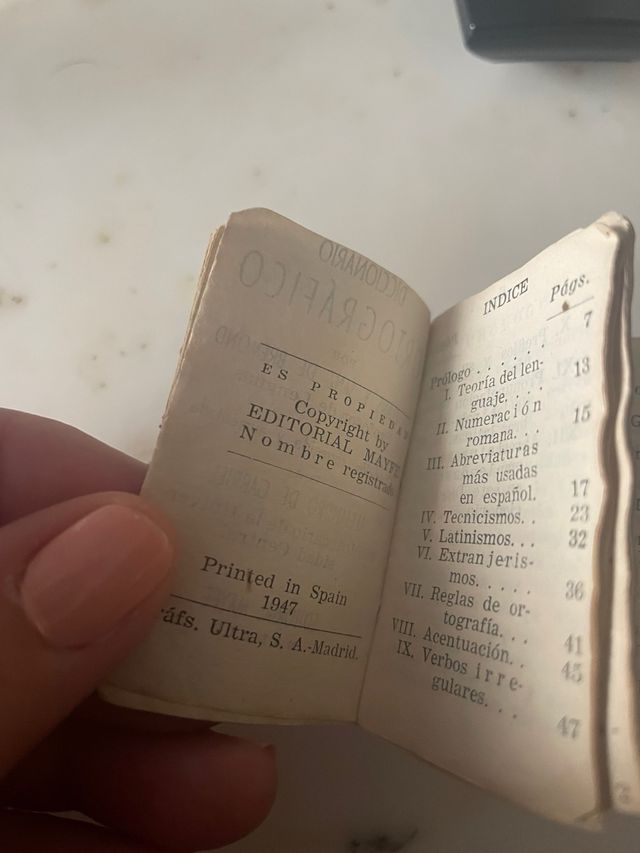 ES PROPIEDA
Copyright by
EDITORIAL MAYFE
Nombre registrado
Printed in Spain
1947
ráfs. Ultra, S. A.-Madrid.
INDICE
Págs.
Prólogo . . . . . . 7
I. Teoría del len-
guaje. . . . 13
II. Numeración
romana. . . 15
III. Abreviaturas
más usadas
en español. 17
IV. Tecnicismos. . 23
V. Latinismos. . . 32
VI. Extranjeris-
mos. . . . . 36
VII. Reglas de or-
tografía. . . 41
VIII. Acentuación. . 45
IX. Verbos irre-
gulares. . . 47